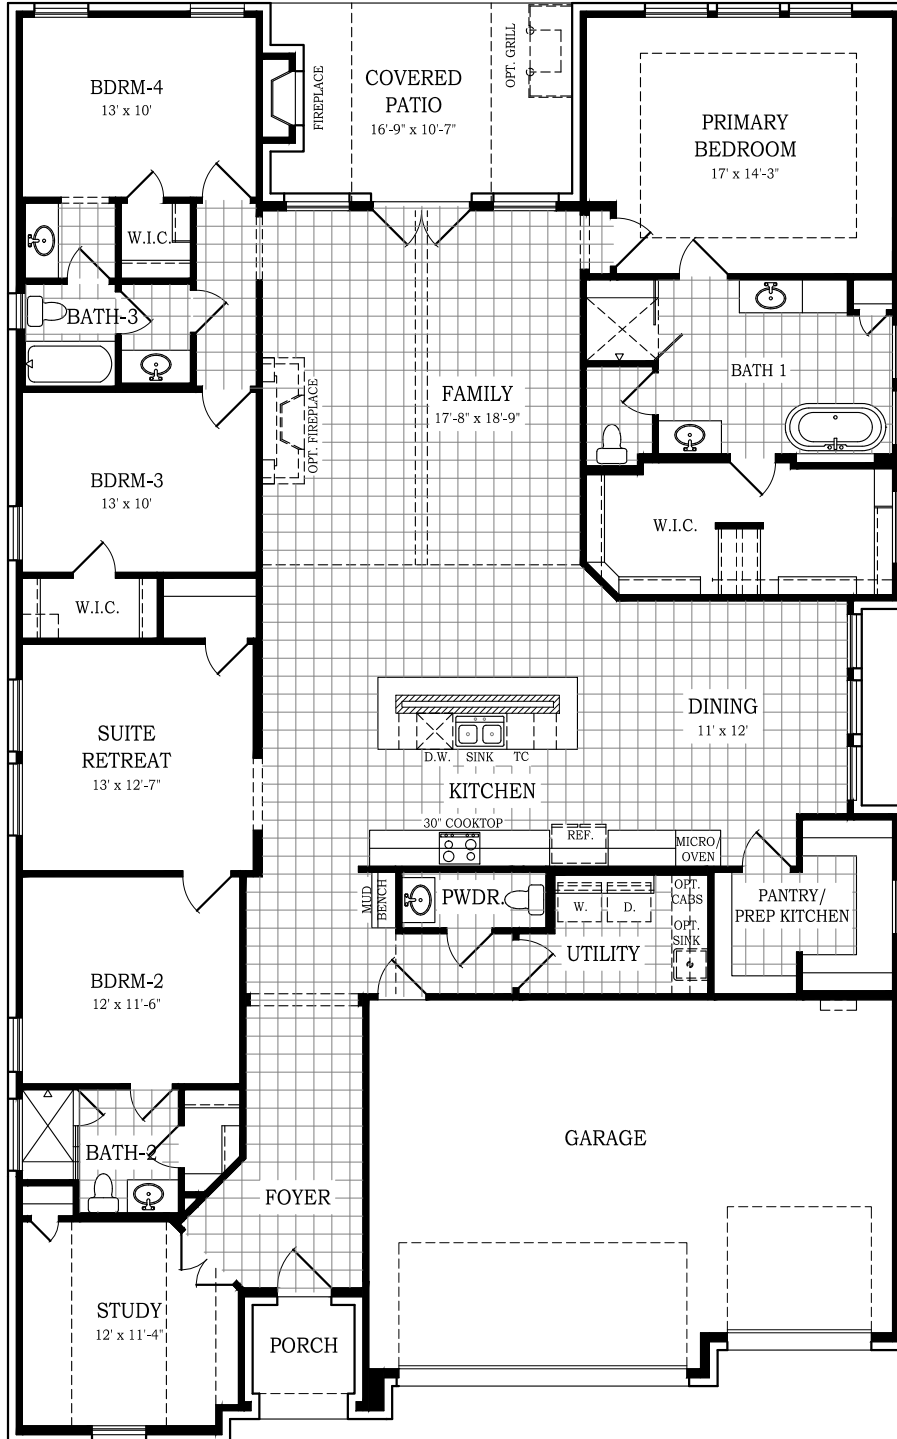 BDRM-4
13' x 10'
FIREPLACE
COVERED
PATIO
16'-9" x 10'-7"
OPT. GRILL
PRIMARY
BEDROOM
17' x 14'-3"
W.I.C.
BATH-3
BATH 1
FAMILY
17'-8" x 18'-9"
OPT. FIREPLACE
BDRM-3
13' x 10'
W.I.C.
W.I.C.
SUITE
RETREAT
13' x 12'-7"
DINING
11' x 12'
D.W.
SINK
TC
KITCHEN
30" COOKTOP
REF.
MICRO/
OVEN
MUD
BENCH
PWDR.
W.
D.
OPT.
CABS
OPT.
SINK
UTILITY
PANTRY/
PREP KITCHEN
BDRM-2
12' x 11'-6"
BATH-2
GARAGE
FOYER
STUDY
12' x 11'-4"
PORCH